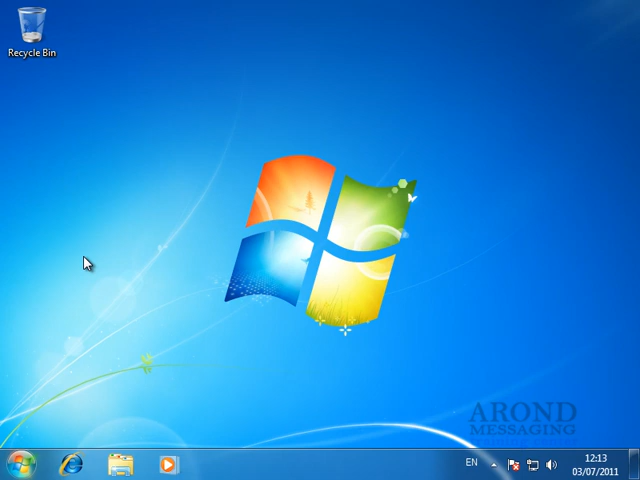 Recycle Bin
AROND
MESSAGING
EN
12:13
03/07/2011